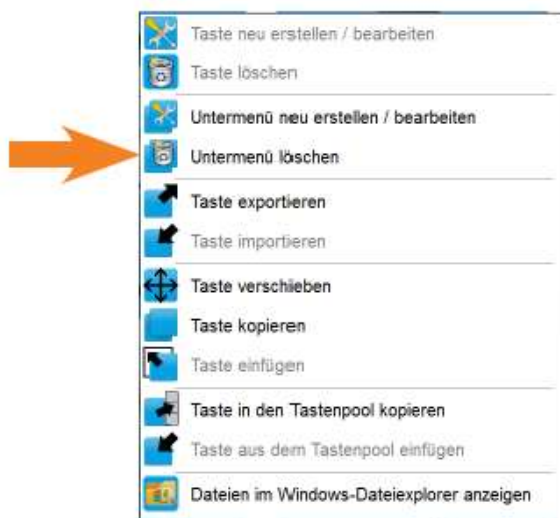 Taste neu erstellen / bearbeiten
Taste löschen
Untermenü neu erstellen / bearbeiten
Untermenü löschen
Taste exportieren
Taste importieren
Taste verschieben
Taste kopieren
Taste einfügen
Taste in den Tastenpool kopieren
Taste aus dem Tastenpool einfügen
Dateien im Windows-Dateiexplorer anzeigen